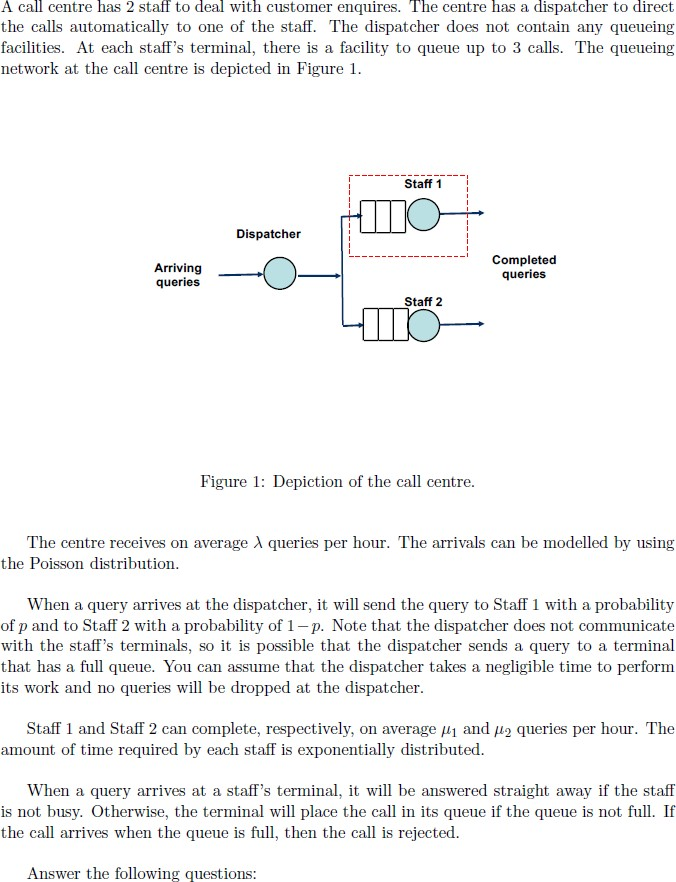 A call centre has 2 staff to deal with customer enquires. The centre has a dispatcher to direct
the calls automatically to one of the staff. The dispatcher does not contain any queueing
facilities. At each staff's terminal, there is a facility to queue up to 3 calls. The queueing
network at the call centre is depicted in Figure 1.
Staff 1
Dispatcher
Arriving
queries
Completed
queries
Staff 2
Figure 1: Depiction of the call centre.
The centre receives on average λ queries per hour. The arrivals can be modelled by using
the Poisson distribution.
When a query arrives at the dispatcher, it will send the query to Staff 1 with a probability
of p and to Staff 2 with a probability of 1 − p. Note that the dispatcher does not communicate
with the staff's terminals, so it is possible that the dispatcher sends a query to a terminal
that has a full queue. You can assume that the dispatcher takes a negligible time to perform
its work and no queries will be dropped at the dispatcher.
Staff 1 and Staff 2 can complete, respectively, on average μ₁ and μ₂ queries per hour. The
amount of time required by each staff is exponentially distributed.
When a query arrives at a staff's terminal, it will be answered straight away if the staff
is not busy. Otherwise, the terminal will place the call in its queue if the queue is not full. If
the call arrives when the queue is full, then the call is rejected.
Answer the following questions: